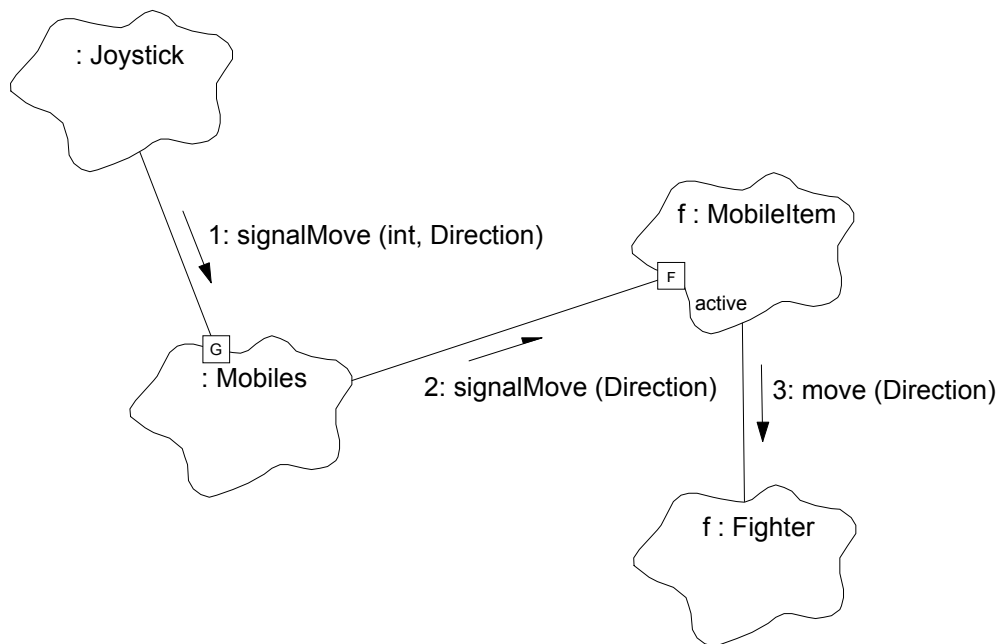 : Joystick
1: signalMove (int, Direction)
f : MobileItem
F
active
G
: Mobiles
2: signalMove (Direction)
3: move (Direction)
f : Fighter